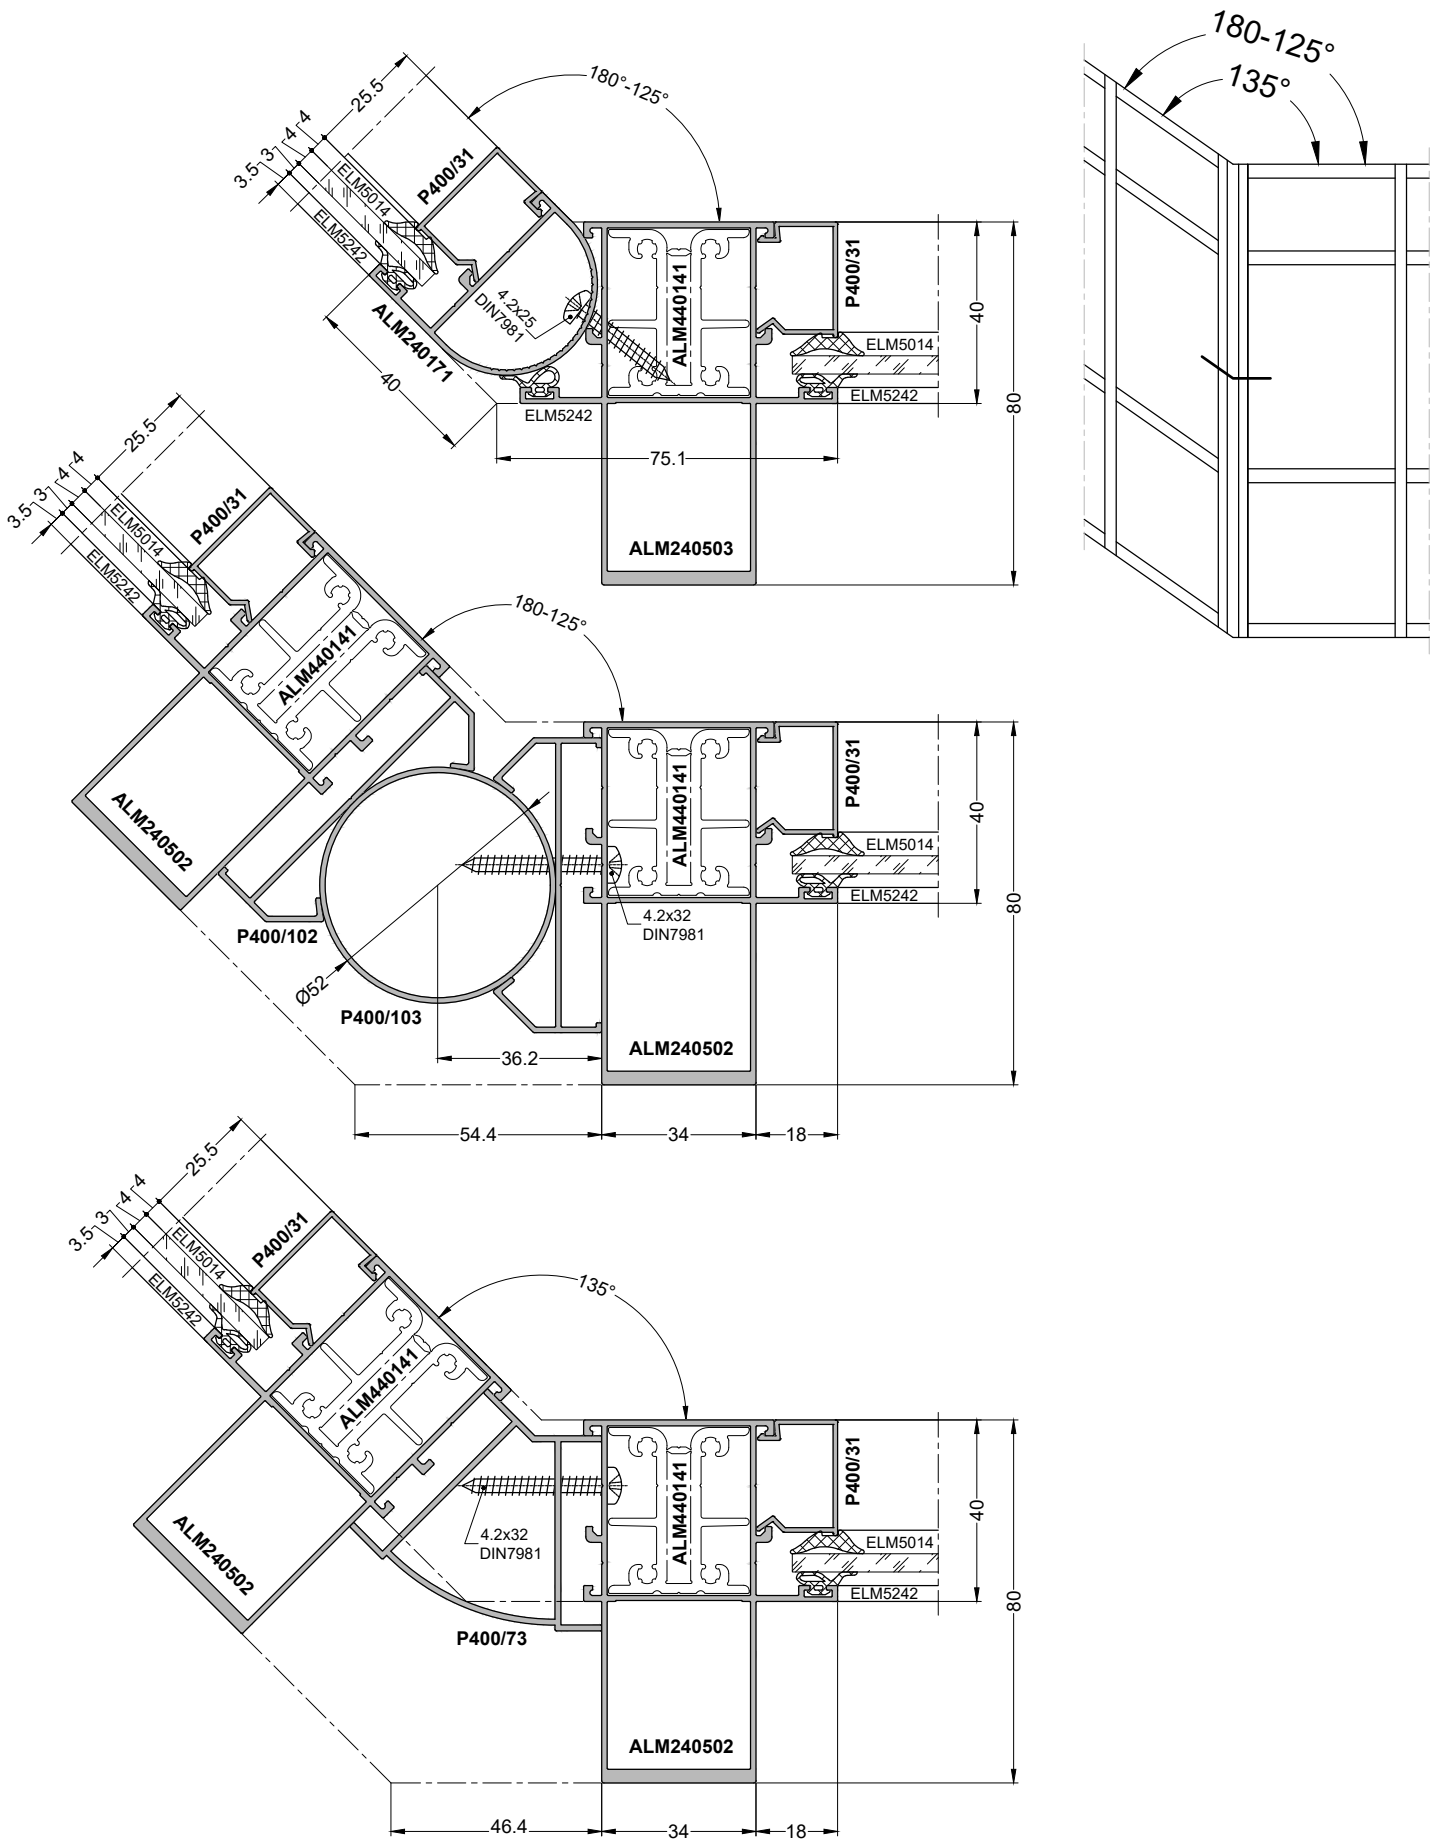 180-125°
135°
25.5
4
4
3
3.5
180°-125°
ELM5014
P400/31
ELM5242
ALM240171
40
4.2x25
DIN7981
ALM440141
P400/31
ELM5014
ELM5242
ELM5242
40
80
75.1
ALM240503
25.5
4
4
3
3.5
ELM5014
P400/31
ELM5242
180-125°
ALM440141
ALM240502
P400/102
Ø52
P400/103
4.2x32
DIN7981
ALM440141
P400/31
ELM5014
ELM5242
40
80
36.2
ALM240502
54.4
34
18
25.5
4
4
3
3.5
ELM5014
P400/31
ELM5242
135°
ALM440141
ALM240502
4.2x32
DIN7981
P400/73
ALM440141
P400/31
ELM5014
ELM5242
40
80
ALM240502
46.4
34
18